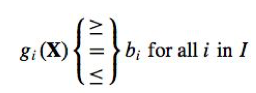 gᵢ(X) { ≥ = ≤ } bᵢ for all i in I